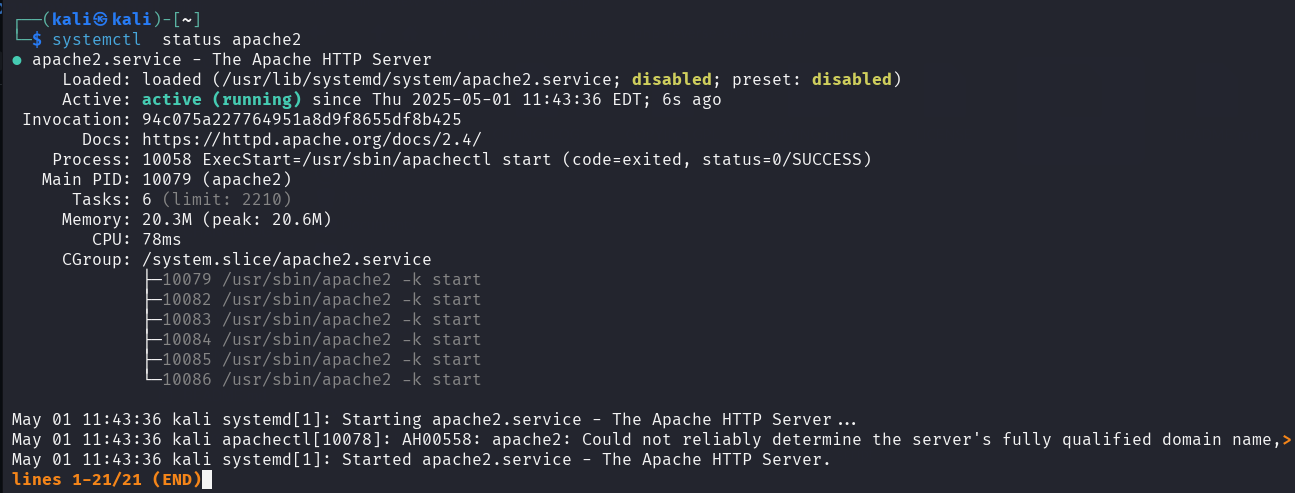 ┌──(kali㉿kali)-[~]
└─$ systemctl  status apache2
● apache2.service - The Apache HTTP Server
     Loaded: loaded (/usr/lib/systemd/system/apache2.service; disabled; preset: disabled)
     Active: active (running) since Thu 2025-05-01 11:43:36 EDT; 6s ago
 Invocation: 94c075a227764951a8d9f8655df8b425
       Docs: https://httpd.apache.org/docs/2.4/
    Process: 10058 ExecStart=/usr/sbin/apachectl start (code=exited, status=0/SUCCESS)
   Main PID: 10079 (apache2)
      Tasks: 6 (limit: 2210)
     Memory: 20.3M (peak: 20.6M)
        CPU: 78ms
     CGroup: /system.slice/apache2.service
             ├─10079 /usr/sbin/apache2 -k start
             ├─10082 /usr/sbin/apache2 -k start
             ├─10083 /usr/sbin/apache2 -k start
             ├─10084 /usr/sbin/apache2 -k start
             ├─10085 /usr/sbin/apache2 -k start
             └─10086 /usr/sbin/apache2 -k start

May 01 11:43:36 kali systemd[1]: Starting apache2.service - The Apache HTTP Server...
May 01 11:43:36 kali apachectl[10078]: AH00558: apache2: Could not reliably determine the server's fully qualified domain name,>
May 01 11:43:36 kali systemd[1]: Started apache2.service - The Apache HTTP Server.
lines 1-21/21 (END)